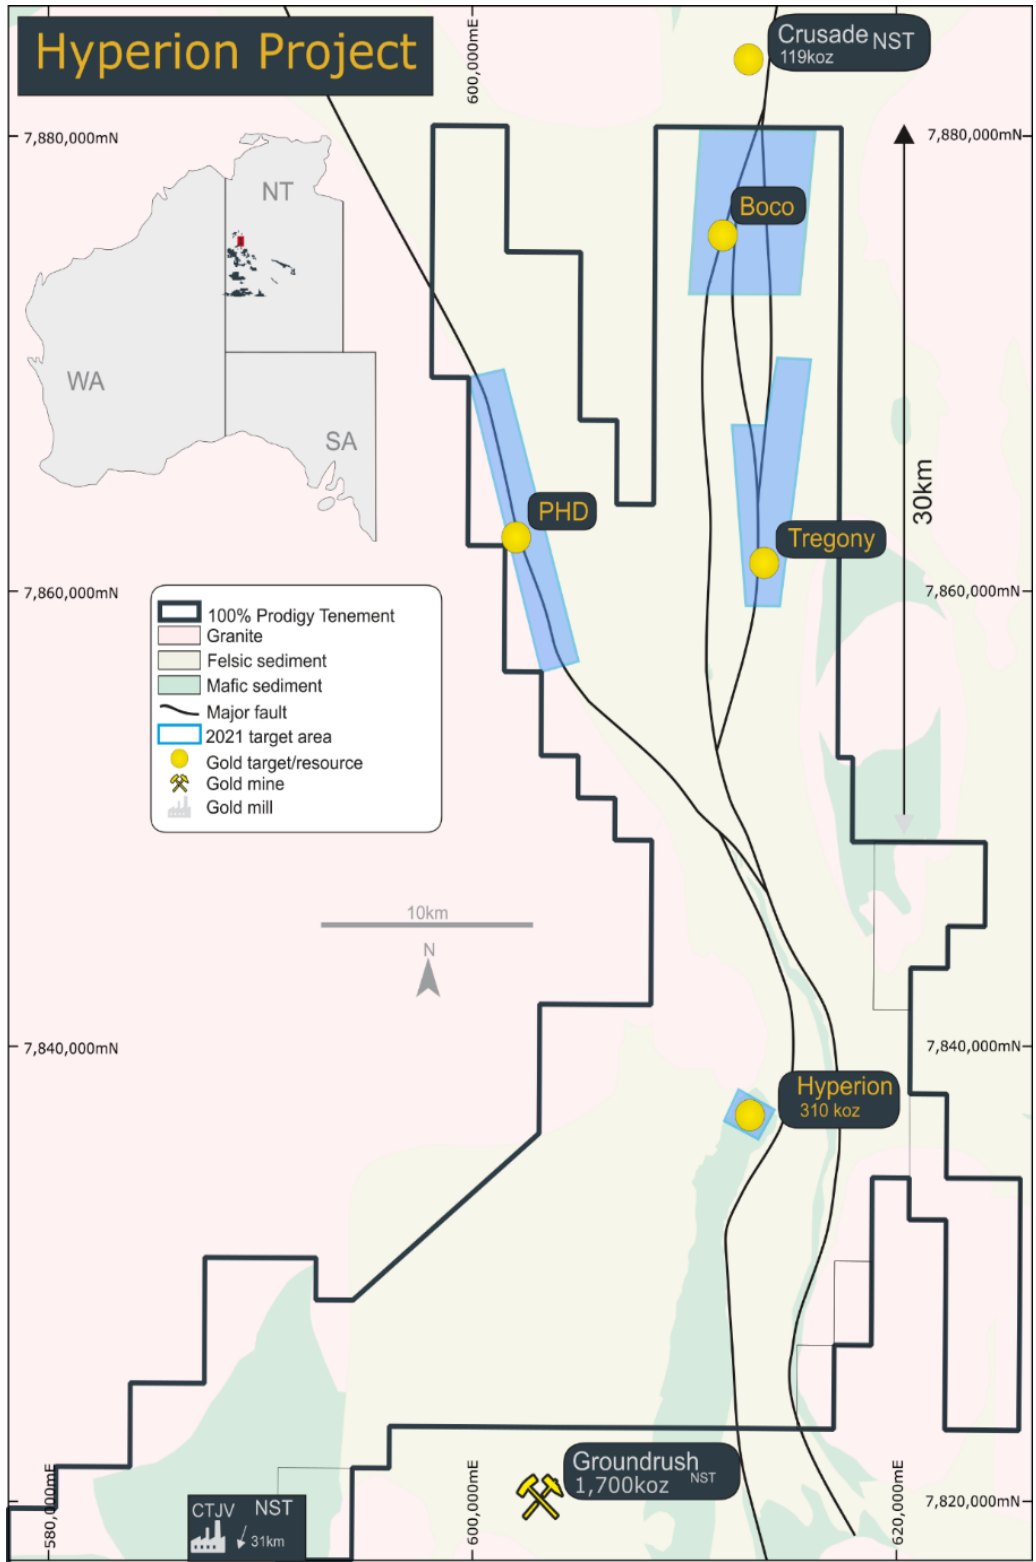 Hyperion Project
600,000mE
Crusade NST
119koz
7,880,000mN
7,880,000mN
NT
WA
SA
Boco
30km
PHD
Tregony
7,860,000mN
7,860,000mN
100% Prodigy Tenement
Granite
Felsic sediment
Mafic sediment
Major fault
2021 target area
Gold target/resource
Gold mine
Gold mill
10km
N
7,840,000mN
7,840,000mN
Hyperion
310 koz
Groundrush NST
1,700koz
580,000mE
600,000mE
620,000mE
7,820,000mN
CTJV NST
31km